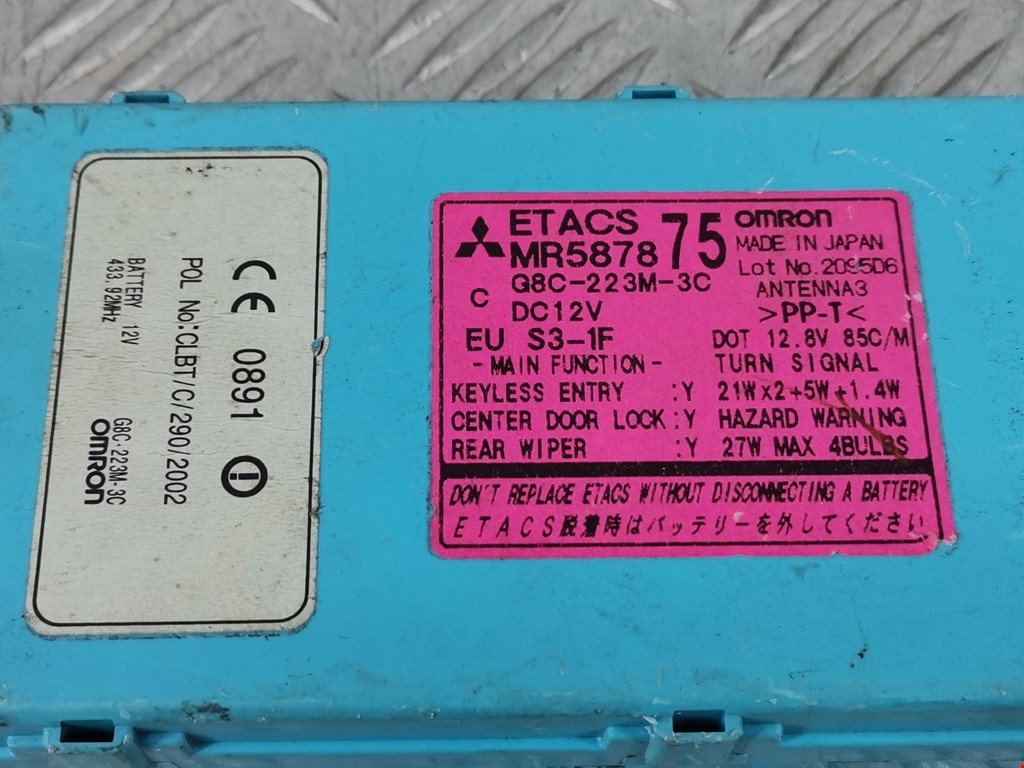 CE 0891
POL No:CLBT/C/290/2002
BATTERY 12V G8C-223M-3C
433.92MHz OMRON
ETACS 75 OMRON
MR5878 MADE IN JAPAN
G8C-223M-3C Lot No.2095D6
C ANTENNA3
DC12V >PP-T<
EU S3-1F DOT 12.8V 85C/M
-MAIN FUNCTION- TURN SIGNAL
KEYLESS ENTRY :Y 21W×2+5W+1.4W
CENTER DOOR LOCK :Y HAZARD WARNING
REAR WIPER :Y 27W MAX 4BULBS
DON'T REPLACE ETACS WITHOUT DISCONNECTING A BATTERY
ETACS脱着時はバッテリーを外してください